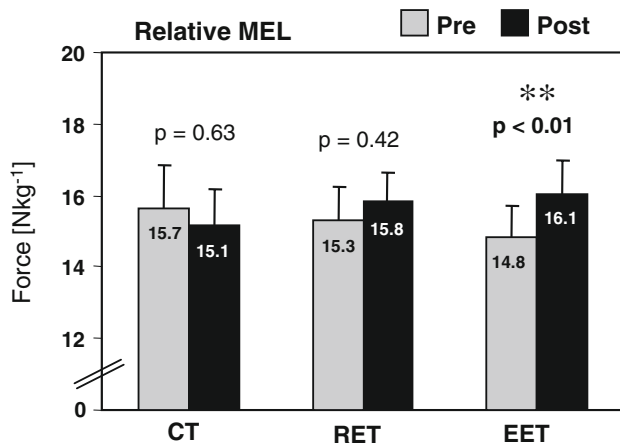 Relative MEL
Pre Post
20
18
16
14
12
0
Force [Nkg⁻¹]
p = 0.63
p = 0.42
**
p < 0.01
15.7
15.1
15.3
15.8
14.8
16.1
CT
RET
EET